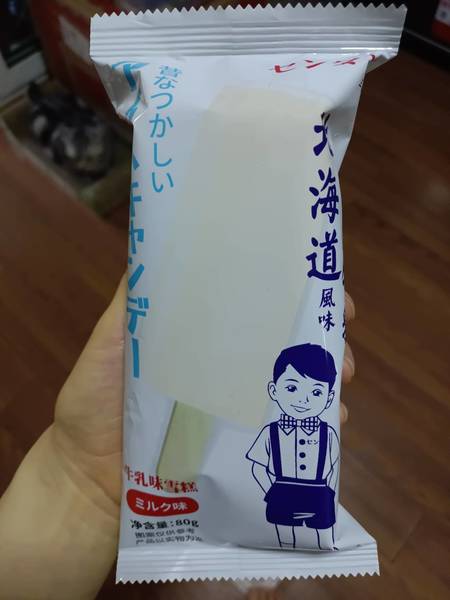 昔なつかしい
アイスキャンデー
北海道
風味
セン
牛乳味雪糕
ミルク味
净含量:80g
图案仅供参考
产品以实物为准